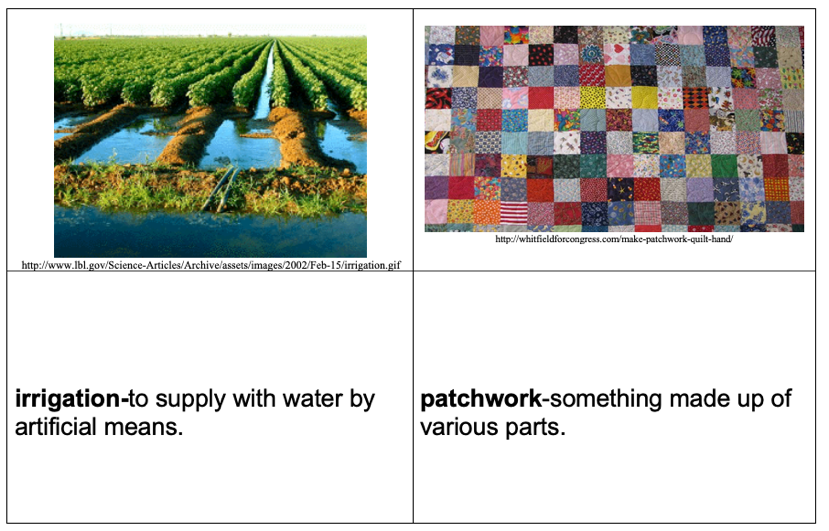 http://www.lbl.gov/Science-Articles/Archive/assets/images/2002/Feb-15/irrigation.gif
http://whitfieldforcongress.com/make-patchwork-quilt-hand/
irrigation-to supply with water by
artificial means.
patchwork-something made up of
various parts.